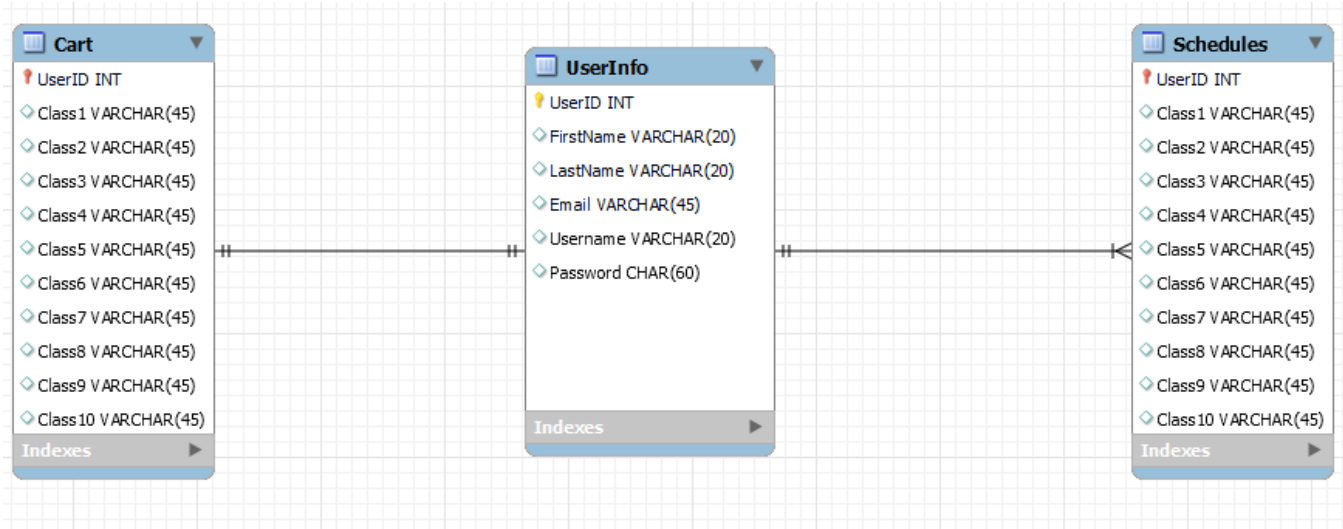 Cart
UserID INT
Class1 VARCHAR(45)
Class2 VARCHAR(45)
Class3 VARCHAR(45)
Class4 VARCHAR(45)
Class5 VARCHAR(45)
Class6 VARCHAR(45)
Class7 VARCHAR(45)
Class8 VARCHAR(45)
Class9 VARCHAR(45)
Class10 VARCHAR(45)
Indexes
UserInfo
UserID INT
FirstName VARCHAR(20)
LastName VARCHAR(20)
Email VARCHAR(45)
Username VARCHAR(20)
Password CHAR(60)
Indexes
Schedules
UserID INT
Class1 VARCHAR(45)
Class2 VARCHAR(45)
Class3 VARCHAR(45)
Class4 VARCHAR(45)
Class5 VARCHAR(45)
Class6 VARCHAR(45)
Class7 VARCHAR(45)
Class8 VARCHAR(45)
Class9 VARCHAR(45)
Class10 VARCHAR(45)
Indexes